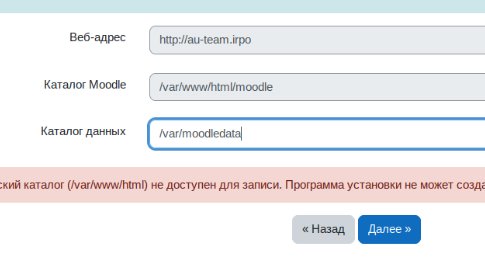 Веб-адрес
http://au-team.irpo
Каталог Moodle
/var/www/html/moodle
Каталог данных
/var/moodledata
ский каталог (/var/www/html) не доступен для записи. Программа установки не может созда
« Назад
Далее »